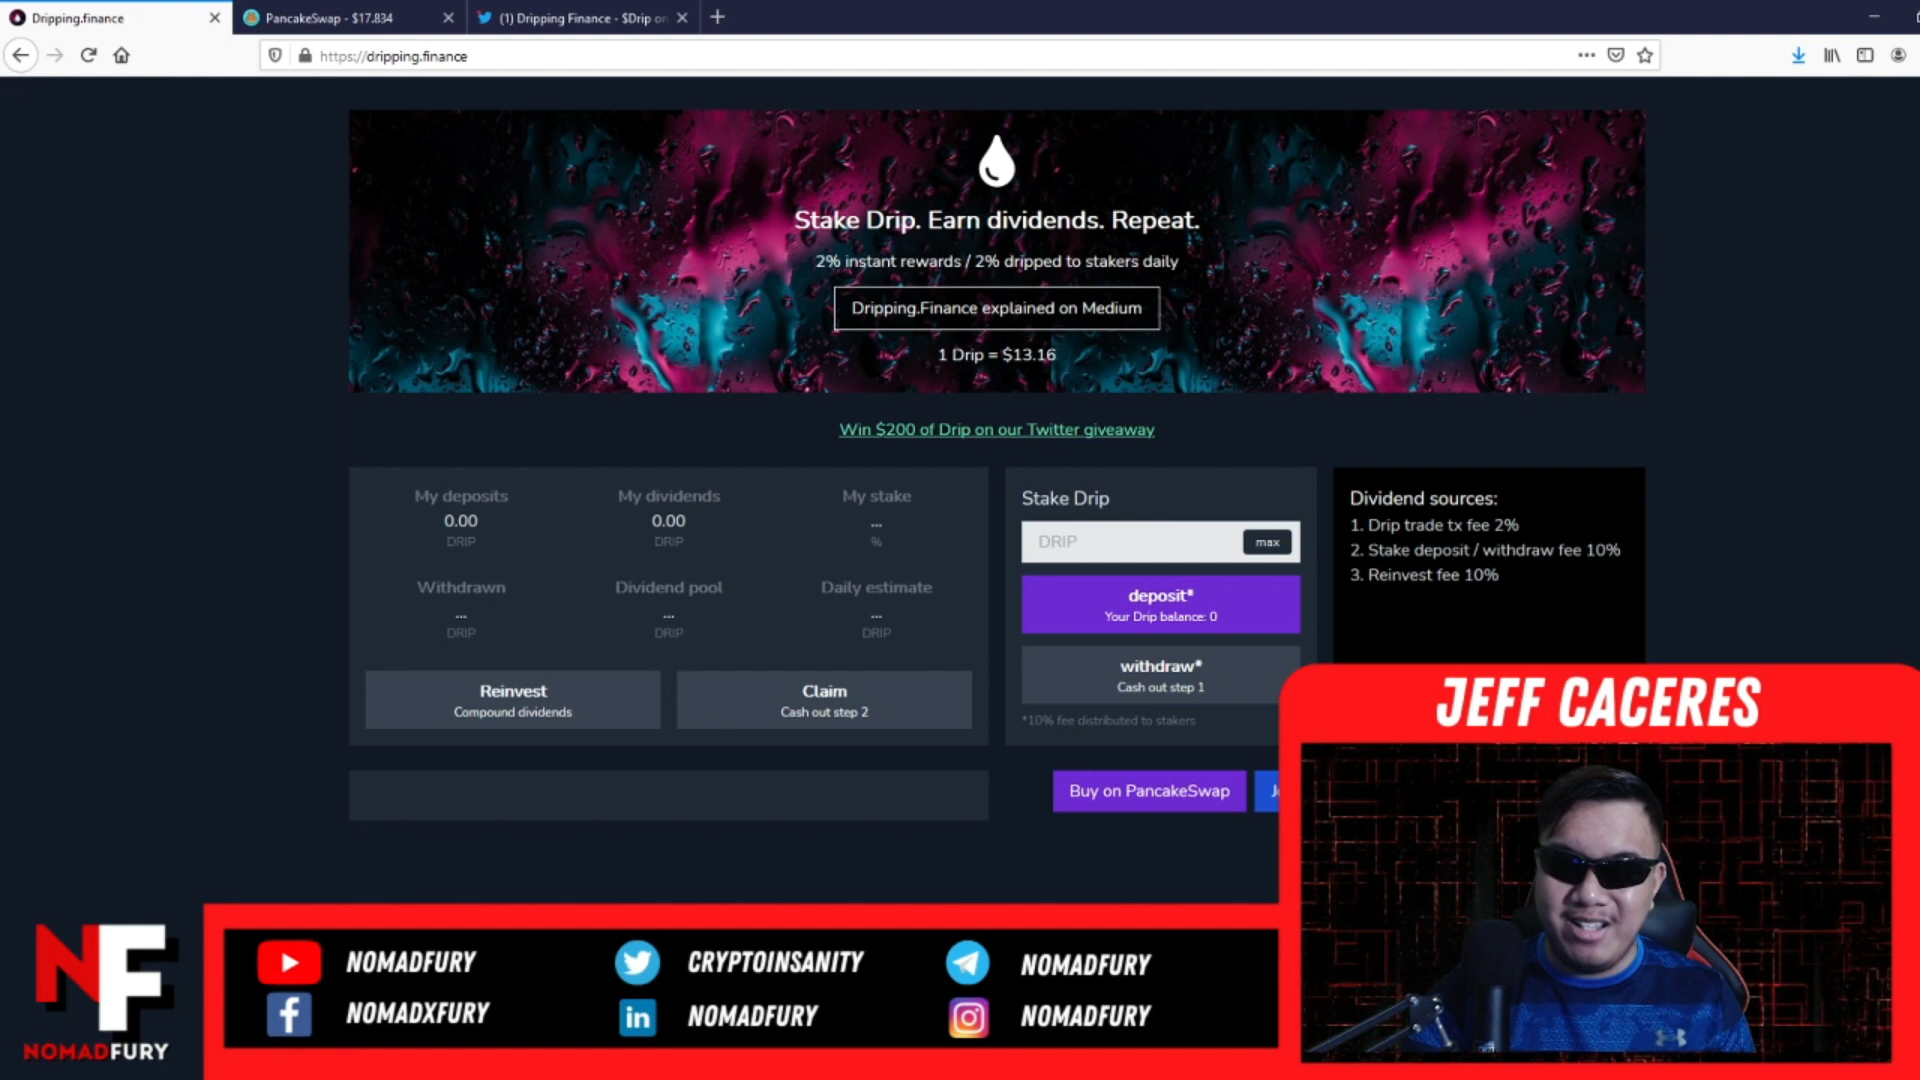 Dripping.finance
PancakeSwap - $17.834
(1) Dripping Finance - $Drip on
https://dripping.finance
Stake Drip. Earn dividends. Repeat.
2% instant rewards / 2% dripped to stakers daily
Dripping.Finance explained on Medium
1 Drip = $13.16
Win $200 of Drip on our Twitter giveaway
My deposits
0.00
DRIP
My dividends
0.00
DRIP
My stake
...
%
Withdrawn
...
DRIP
Dividend pool
...
DRIP
Daily estimate
...
DRIP
Reinvest
Compound dividends
Claim
Cash out step 2
Stake Drip
DRIP
max
deposit*
Your Drip balance: 0
withdraw*
Cash out step 1
*10% fee distributed to stakers
Dividend sources:
1. Drip trade tx fee 2%
2. Stake deposit / withdraw fee 10%
3. Reinvest fee 10%
Buy on PancakeSwap
JEFF CACERES
NF
NOMADFURY
NOMADFURY
CRYPTOINSANITY
NOMADFURY
f
NOMADXFURY
in
NOMADFURY
NOMADFURY